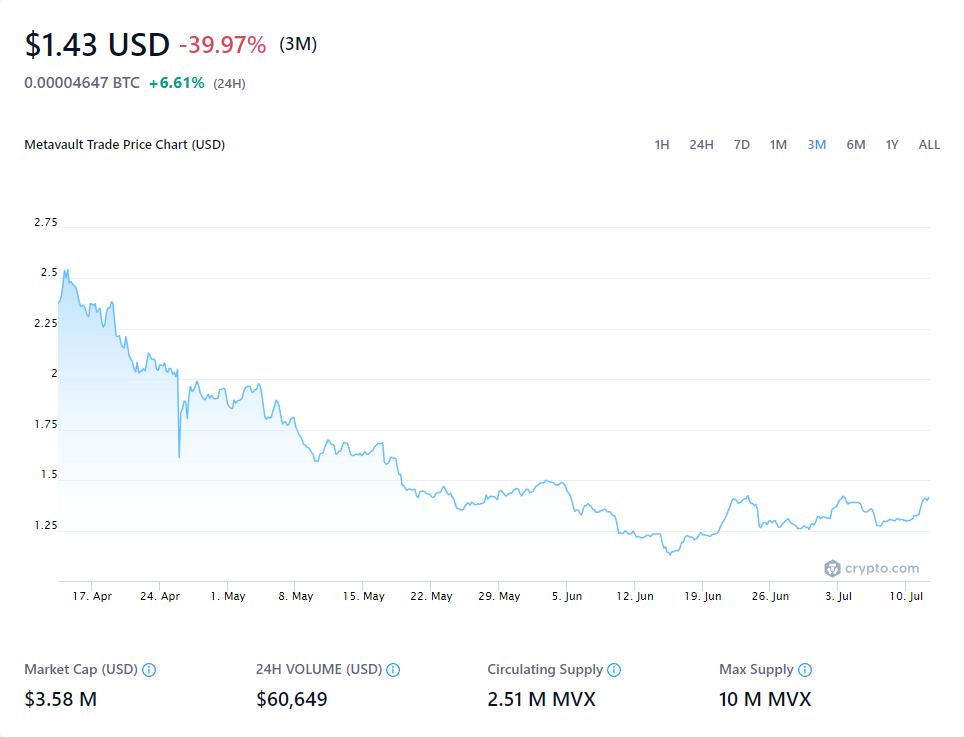 $1.43 USD -39.97% (3M)
0.00004647 BTC +6.61% (24H)
Metavault Trade Price Chart (USD)
1H 24H 7D 1M 3M 6M 1Y ALL
2.75
2.5
2.25
2
1.75
1.5
1.25
crypto.com
17. Apr 24. Apr 1. May 8. May 15. May 22. May 29. May 5. Jun 12. Jun 19. Jun 26. Jun 3. Jul 10. Jul
Market Cap (USD) 24H VOLUME (USD) Circulating Supply Max Supply
$3.58 M $60,649 2.51 M MVX 10 M MVX